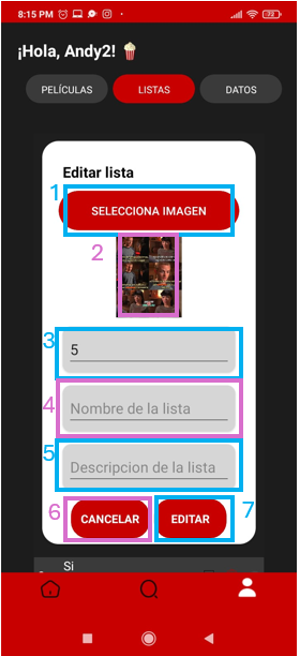 8:15 PM
72
¡Hola, Andy2! 🍿
PELÍCULAS
LISTAS
DATOS
Editar lista
1
SELECCIONA IMAGEN
2
3
5
4
Nombre de la lista
5
Descripcion de la lista
6
CANCELAR
EDITAR
7
Si